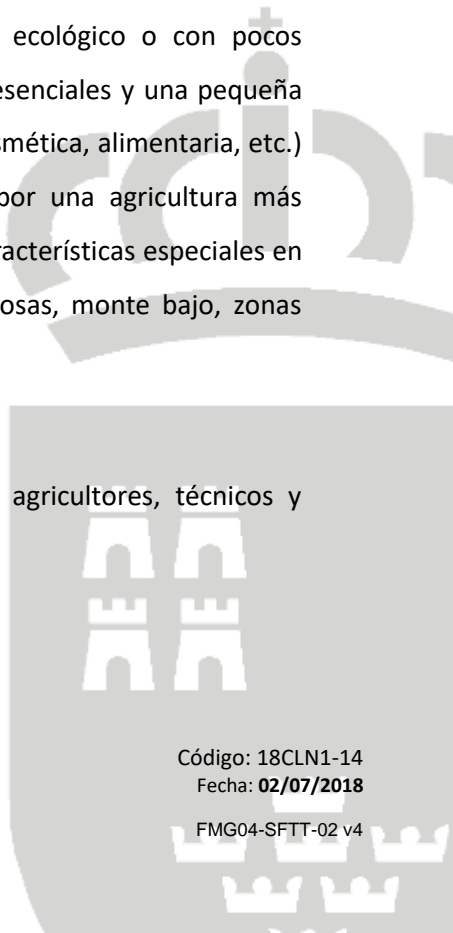 ecológico o con pocos
esenciales y una pequeña
smética, alimentaria, etc.)
por una agricultura más
racterísticas especiales en
osas, monte bajo, zonas
agricultores, técnicos y
Código: 18CLN1-14
Fecha: 02/07/2018
FMG04-SFTT-02 v4